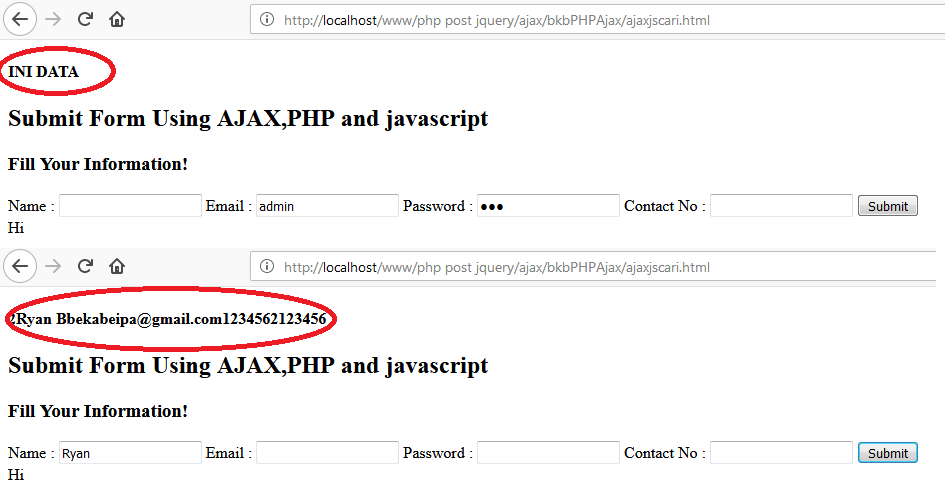 http://localhost/www/php post jquery/ajax/bkbPHPAjax/ajaxjscari.html
INI DATA
Submit Form Using AJAX,PHP and javascript
Fill Your Information!
Name : Email : admin Password : ●●● Contact No : Submit
Hi
http://localhost/www/php post jquery/ajax/bkbPHPAjax/ajaxjscari.html
2Ryan Bbekabeipa@gmail.com1234562123456
Submit Form Using AJAX,PHP and javascript
Fill Your Information!
Name : Ryan Email : Password : Contact No : Submit
Hi